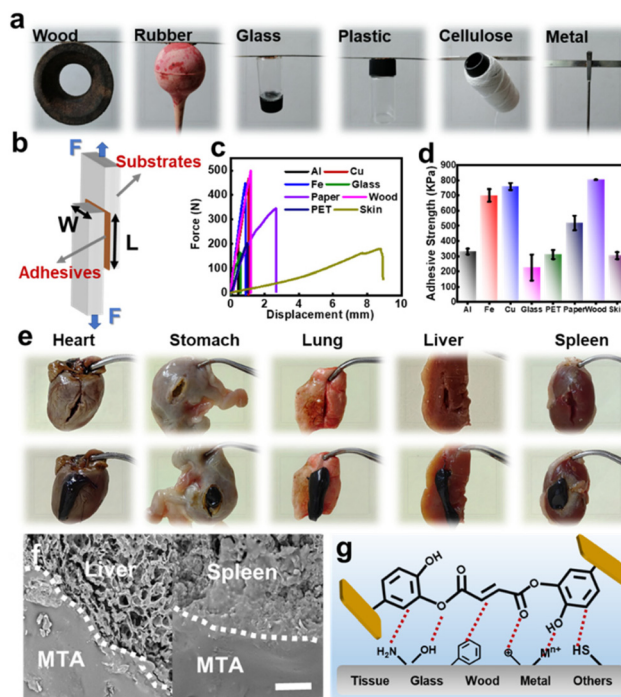 a
Wood Rubber Glass Plastic Cellulose Metal
b
F
Substrates
W
L
Adhesives
F
c
Force (N)
500
400
300
200
100
0
Al Cu
Fe Glass
Paper Wood
PET Skin
0 2 4 6 8 10
Displacement (mm)
d
Adhesive Strength (KPa)
900
800
700
600
500
400
300
200
100
0
Al Fe Cu Glass PET Paper Wood Skin
e
Heart Stomach Lung Liver Spleen
f
Liver Spleen
MTA MTA
g
OH
O
O
O
O
HO
H₂N OH ⊕ Mⁿ⁺ HS
Tissue Glass Wood Metal Others